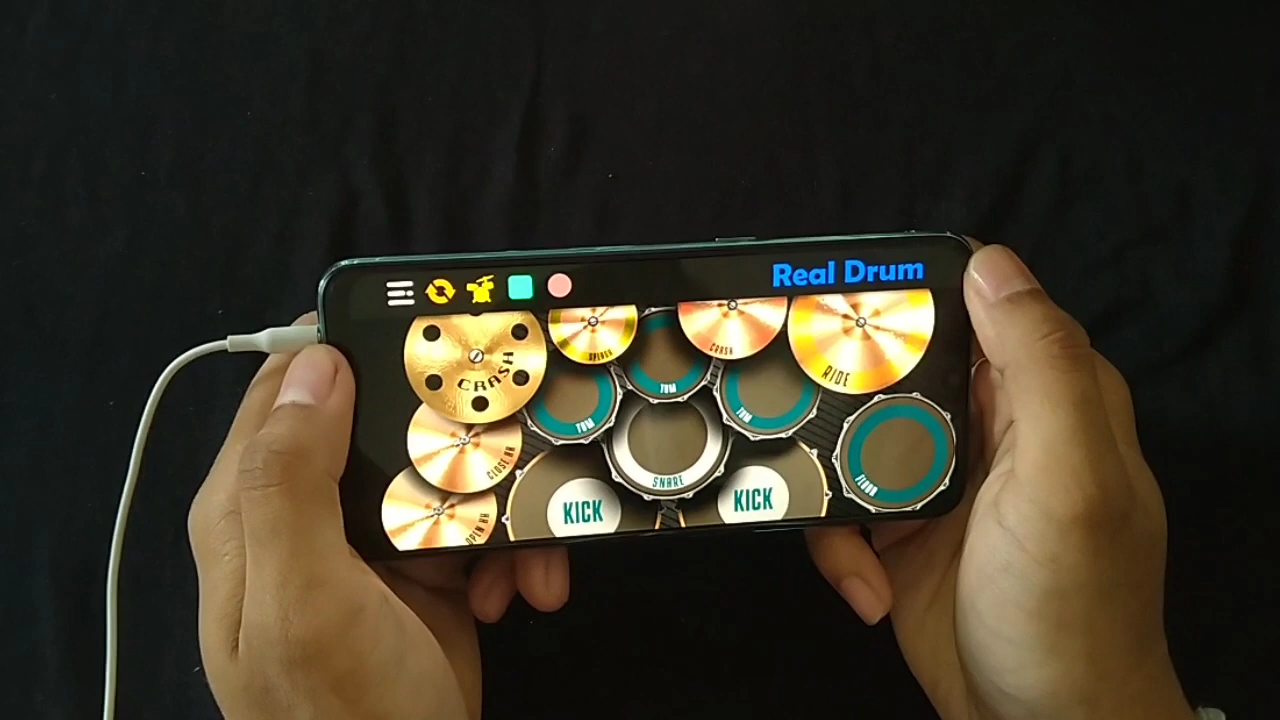 Real Drum
CRASH
SPLASH
CRASH
RIDE
TOM
TOM
TOM
CLOSE HH
SNARE
FLOOR
OPEN HH
KICK
KICK